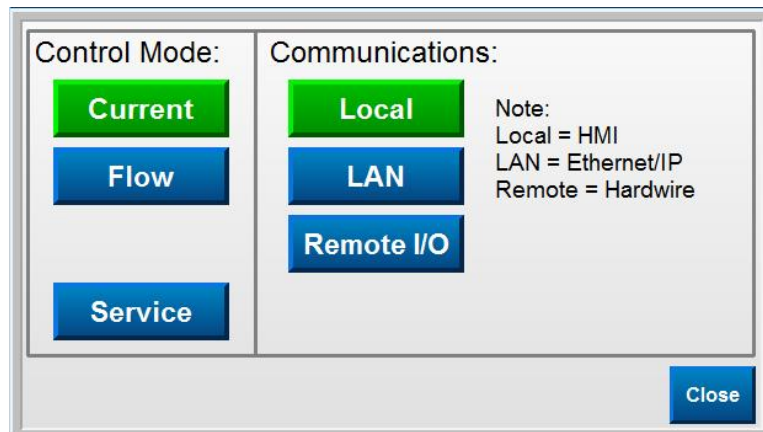 Control Mode:
Current
Flow
Service
Communications:
Local
LAN
Remote I/O
Note:
Local = HMI
LAN = Ethernet/IP
Remote = Hardwire
Close